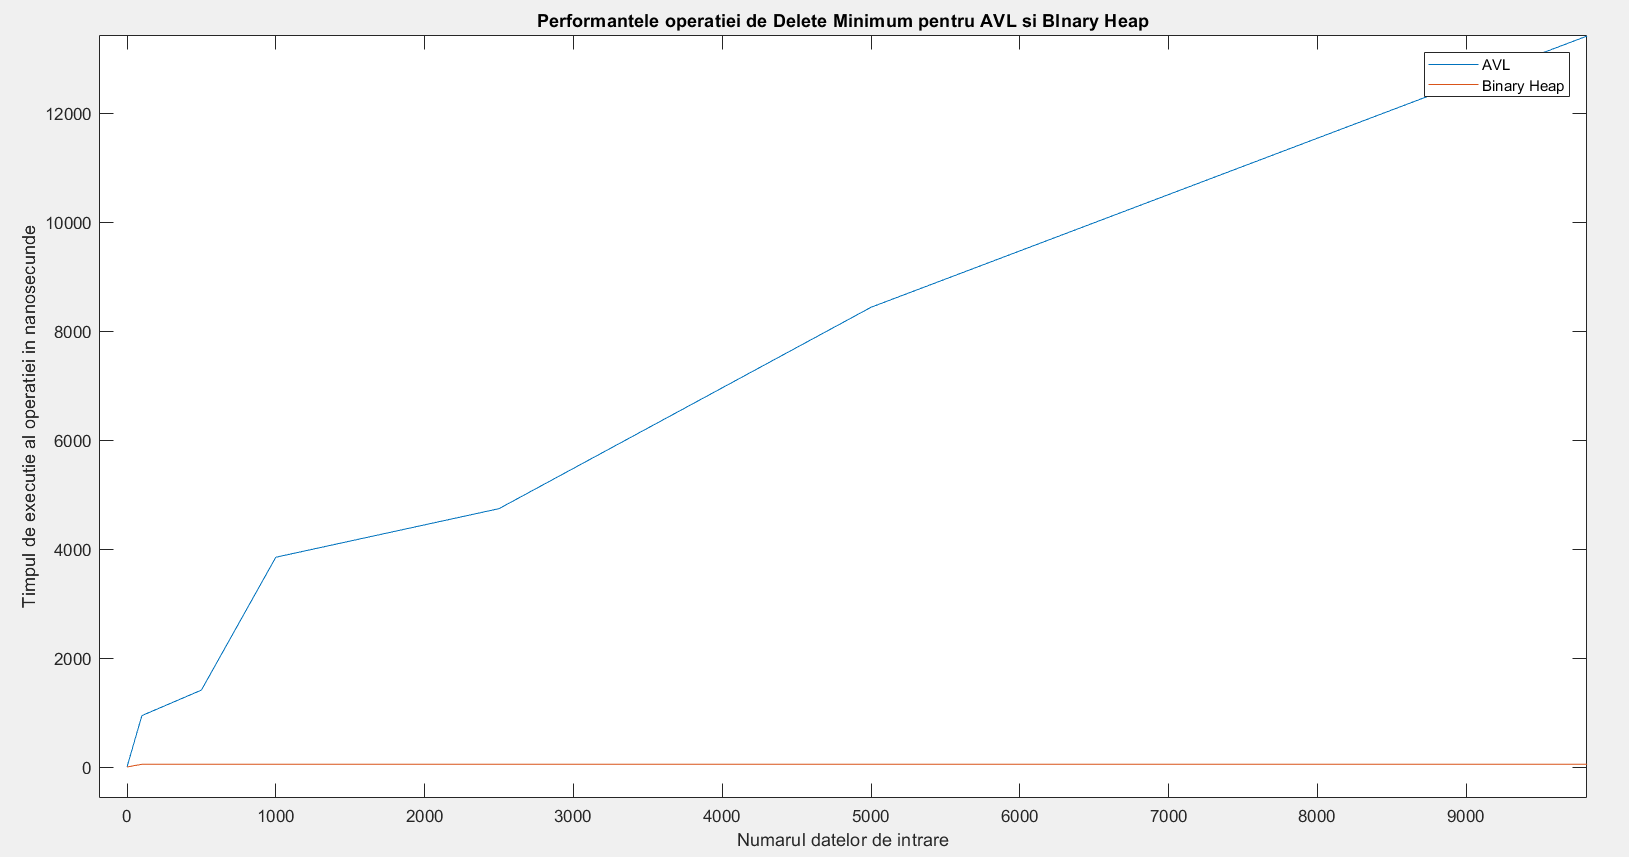 Performantele operatiei de Delete Minimum pentru AVL si BInary Heap
AVL
Binary Heap
Timpul de executie al operatiei in nanosecunde
12000
10000
8000
6000
4000
2000
0
0 1000 2000 3000 4000 5000 6000 7000 8000 9000
Numarul datelor de intrare